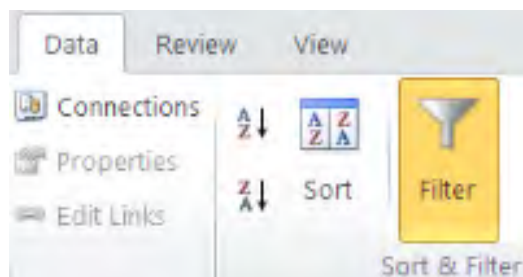 Data Review View
Connections
Properties
Edit Links
A
Z
Z
A
A Z
Z A
Sort
Filter
Sort & Filter